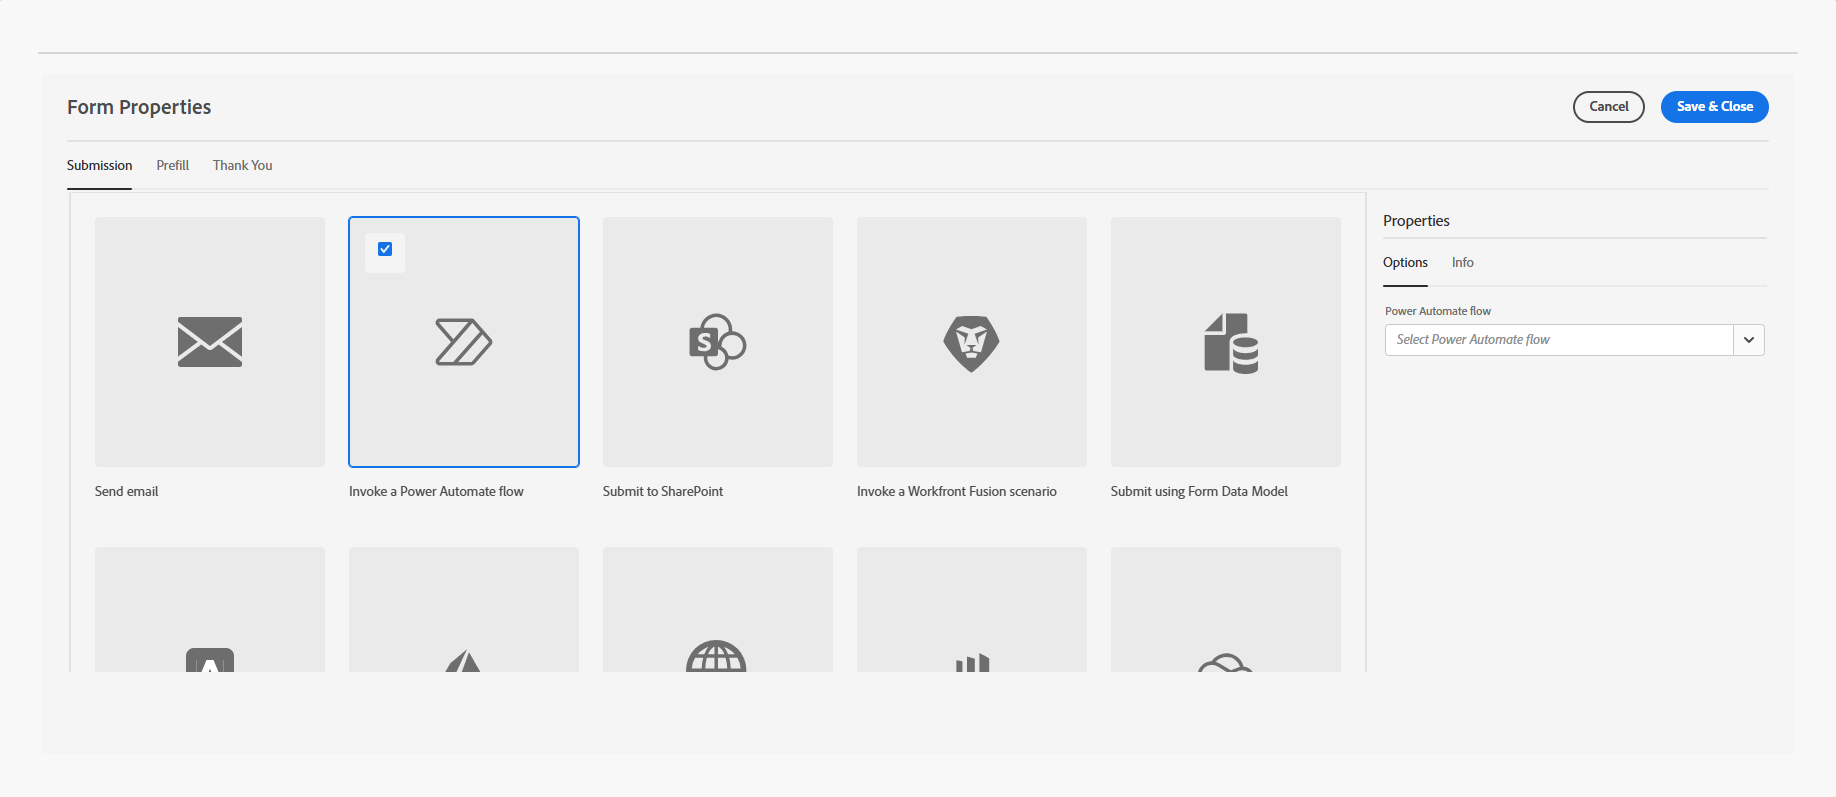 Form Properties
Cancel
Save & Close
Submission
Prefill
Thank You
Properties
Options
Info
Power Automate flow
Select Power Automate flow
S
Send email
Invoke a Power Automate flow
Submit to SharePoint
Invoke a Workfront Fusion scenario
Submit using Form Data Model
A